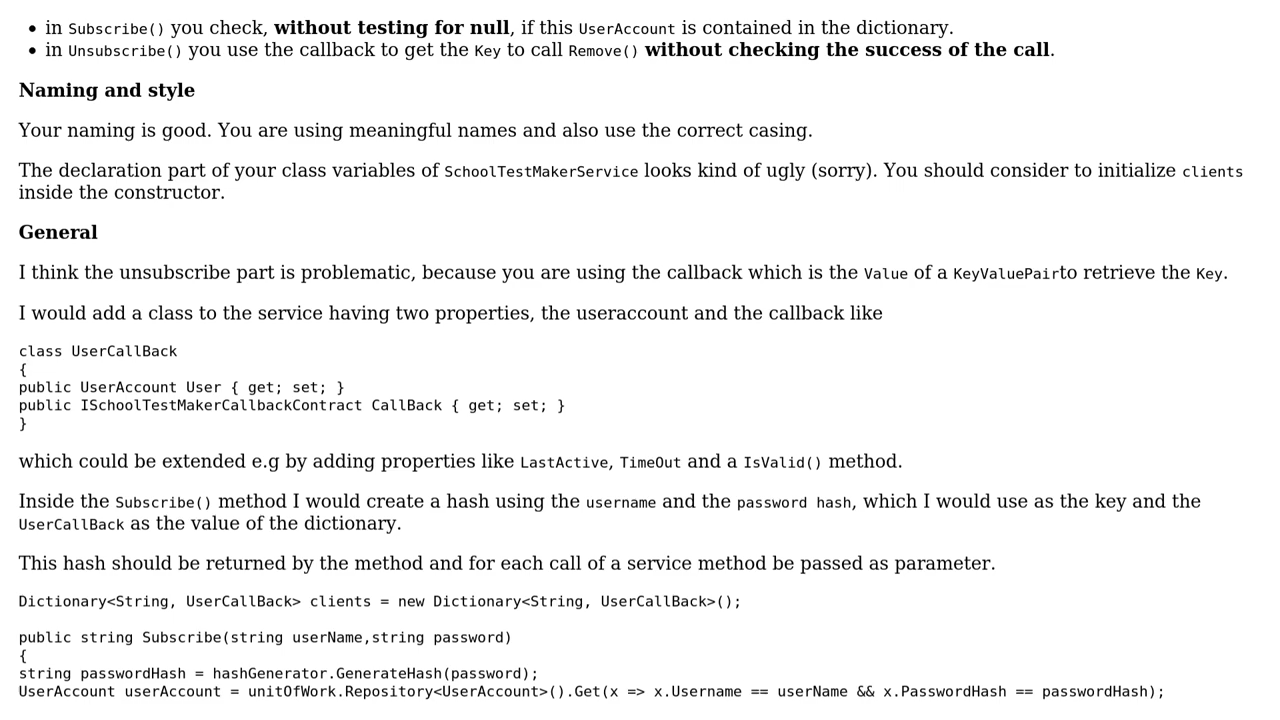 • in Subscribe() you check, without testing for null, if this UserAccount is contained in the dictionary.
• in Unsubscribe() you use the callback to get the Key to call Remove() without checking the success of the call.
Naming and style
Your naming is good. You are using meaningful names and also use the correct casing.
The declaration part of your class variables of SchoolTestMakerService looks kind of ugly (sorry). You should consider to initialize clients
inside the constructor.
General
I think the unsubscribe part is problematic, because you are using the callback which is the Value of a KeyValuePairto retrieve the Key.
I would add a class to the service having two properties, the useraccount and the callback like
class UserCallBack
{
public UserAccount User { get; set; }
public ISchoolTestMakerCallbackContract CallBack { get; set; }
}
which could be extended e.g by adding properties like LastActive, TimeOut and a IsValid() method.
Inside the Subscribe() method I would create a hash using the username and the password hash, which I would use as the key and the
UserCallBack as the value of the dictionary.
This hash should be returned by the method and for each call of a service method be passed as parameter.
Dictionary<String, UserCallBack> clients = new Dictionary<String, UserCallBack>();
public string Subscribe(string userName,string password)
{
string passwordHash = hashGenerator.GenerateHash(password);
UserAccount userAccount = unitOfWork.Repository<UserAccount>().Get(x => x.Username == userName && x.PasswordHash == passwordHash);